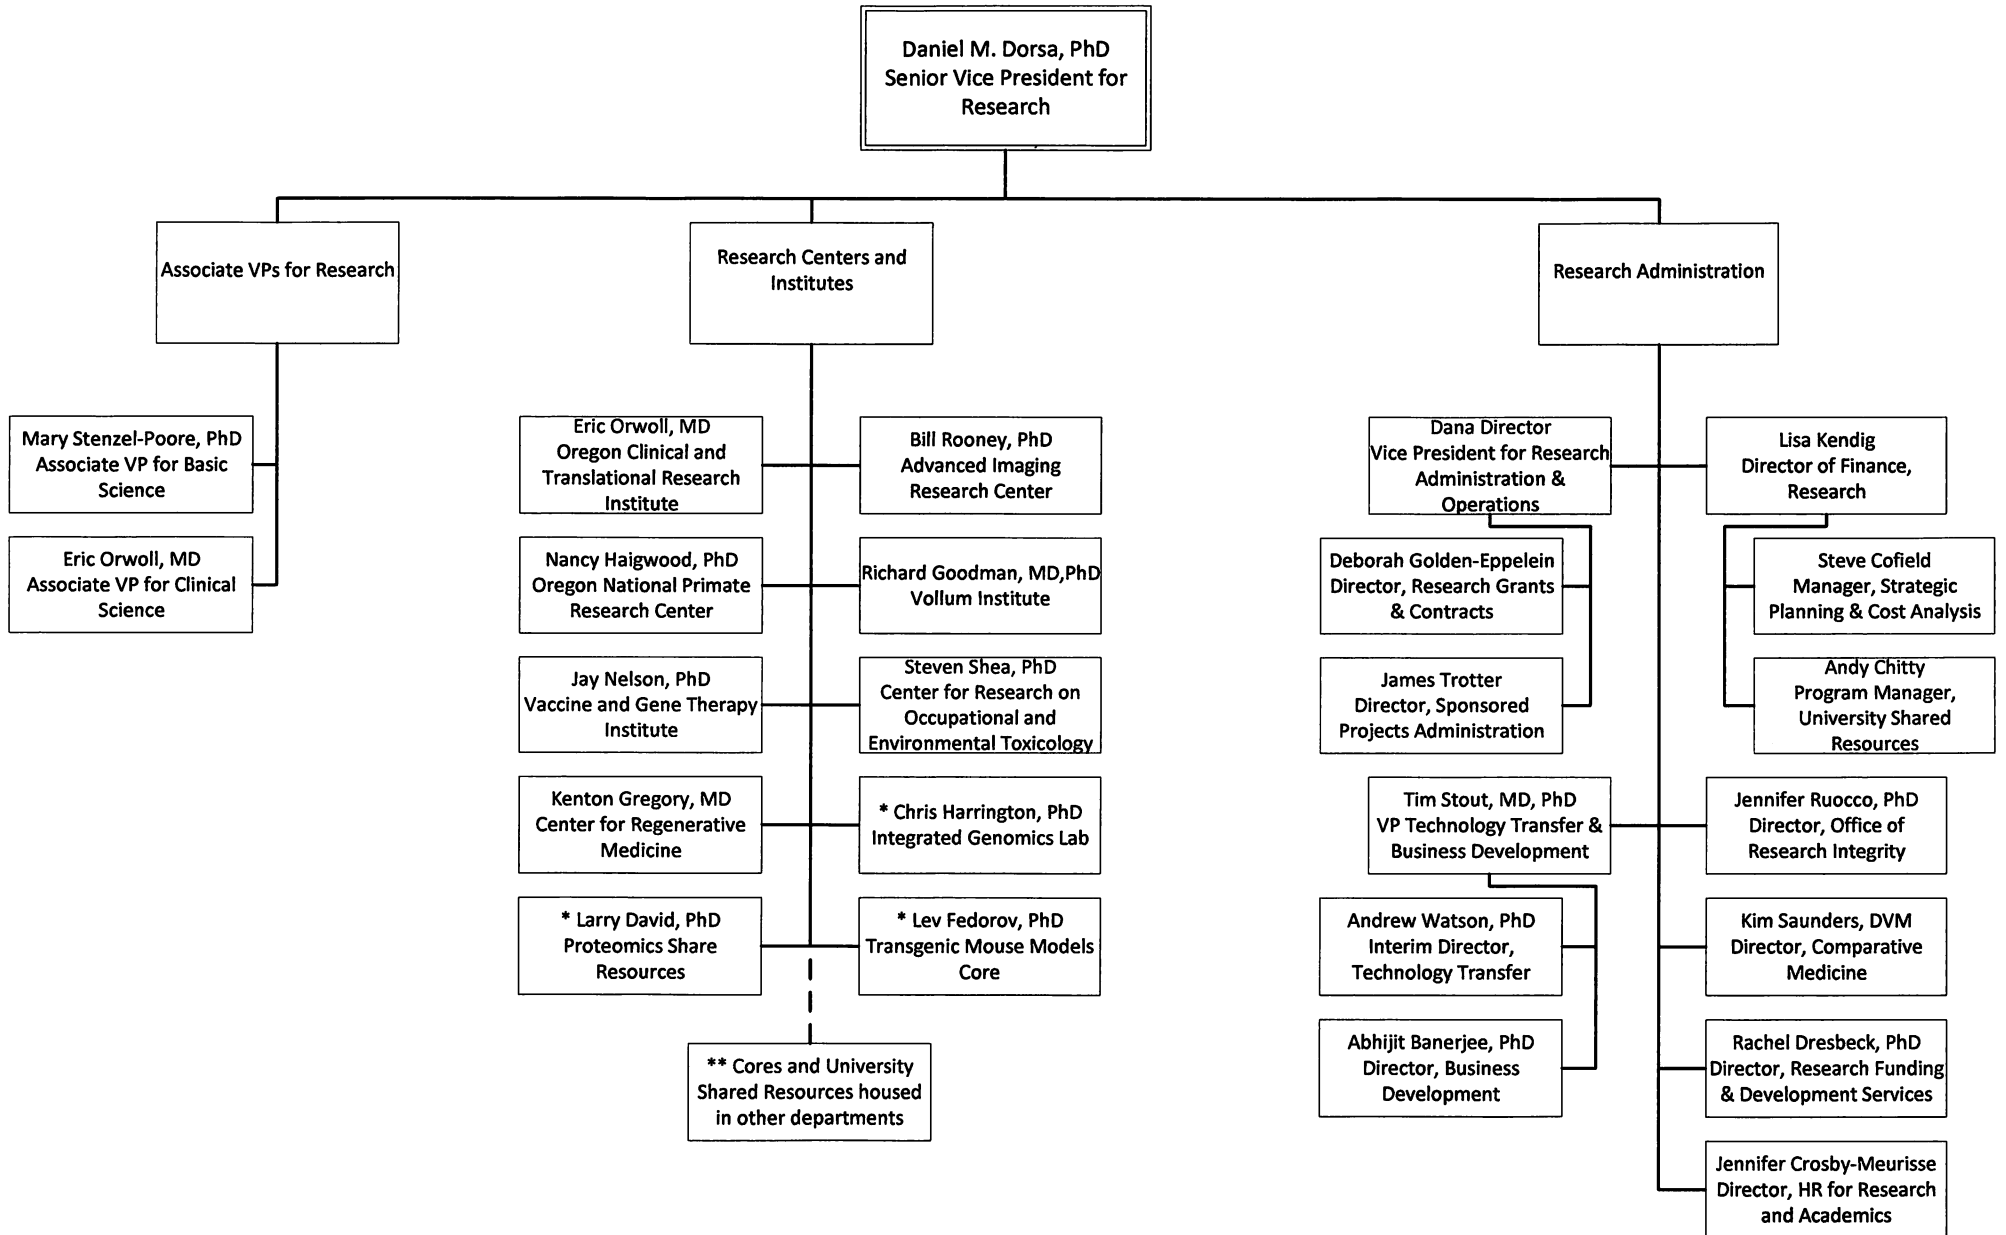 Daniel M. Dorsa, PhD
Senior Vice President for
Research
Associate VPs for Research
Research Centers and
Institutes
Research Administration
Mary Stenzel-Poore, PhD
Associate VP for Basic
Science
Eric Orwoll, MD
Associate VP for Clinical
Science
Eric Orwoll, MD
Oregon Clinical and
Translational Research
Institute
Bill Rooney, PhD
Advanced Imaging
Research Center
Nancy Haigwood, PhD
Oregon National Primate
Research Center
Richard Goodman, MD,PhD
Vollum Institute
Jay Nelson, PhD
Vaccine and Gene Therapy
Institute
Steven Shea, PhD
Center for Research on
Occupational and
Environmental Toxicology
Kenton Gregory, MD
Center for Regenerative
Medicine
* Chris Harrington, PhD
Integrated Genomics Lab
* Larry David, PhD
Proteomics Share
Resources
* Lev Fedorov, PhD
Transgenic Mouse Models
Core
** Cores and University
Shared Resources housed
in other departments
Dana Director
Vice President for Research
Administration &
Operations
Lisa Kendig
Director of Finance,
Research
Deborah Golden-Eppelein
Director, Research Grants
& Contracts
Steve Cofield
Manager, Strategic
Planning & Cost Analysis
James Trotter
Director, Sponsored
Projects Administration
Andy Chitty
Program Manager,
University Shared
Resources
Tim Stout, MD, PhD
VP Technology Transfer &
Business Development
Jennifer Ruocco, PhD
Director, Office of
Research Integrity
Andrew Watson, PhD
Interim Director,
Technology Transfer
Kim Saunders, DVM
Director, Comparative
Medicine
Abhijit Banerjee, PhD
Director, Business
Development
Rachel Dresbeck, PhD
Director, Research Funding
& Development Services
Jennifer Crosby-Meurisse
Director, HR for Research
and Academics